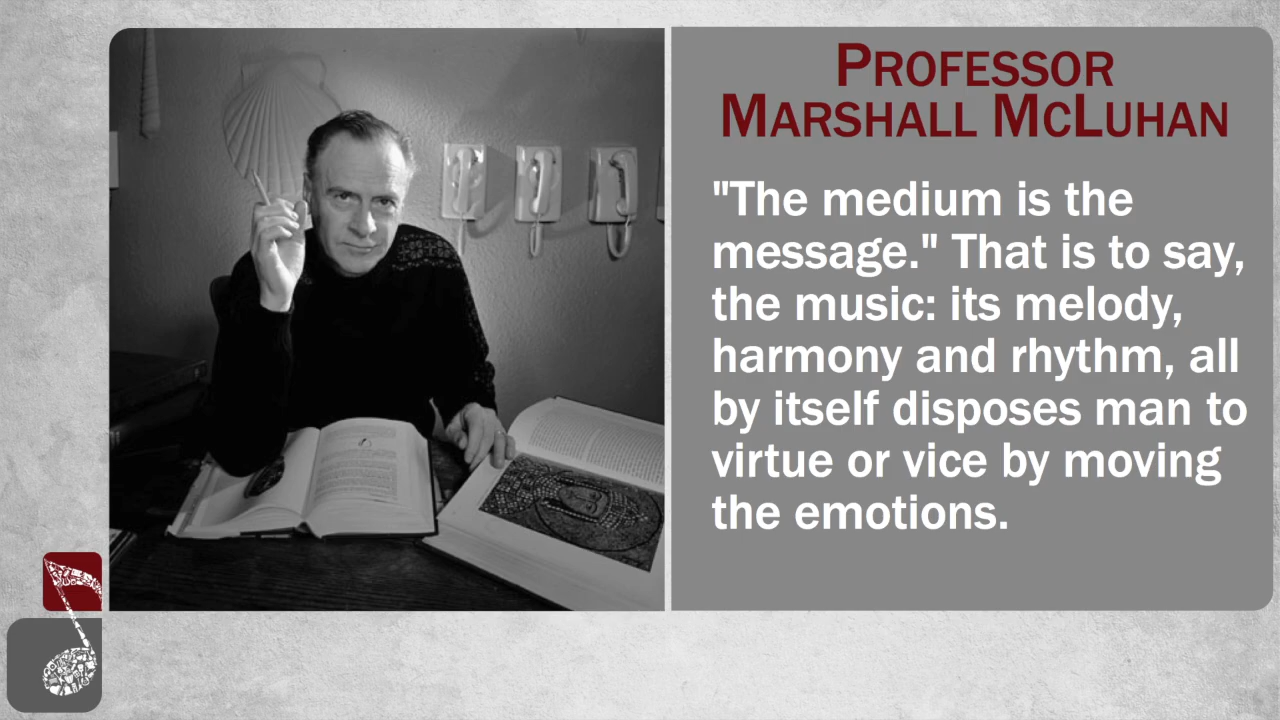 PROFESSOR
MARSHALL MCLUHAN
"The medium is the
message." That is to say,
the music: its melody,
harmony and rhythm, all
by itself disposes man to
virtue or vice by moving
the emotions.